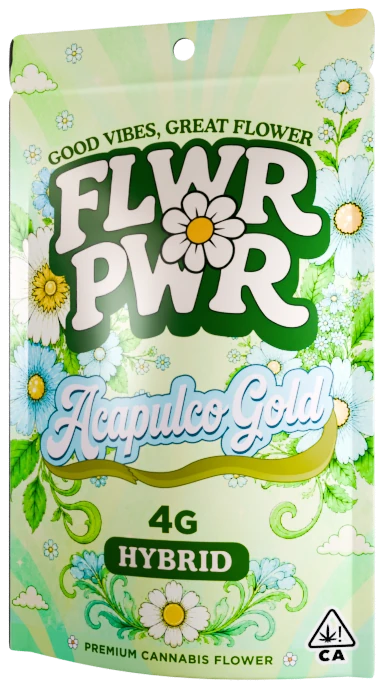 GOOD VIBES, GREAT FLOWER
FLWR
PWR
Acapulco Gold
4G
HYBRID
!
CA
PREMIUM CANNABIS FLOWER